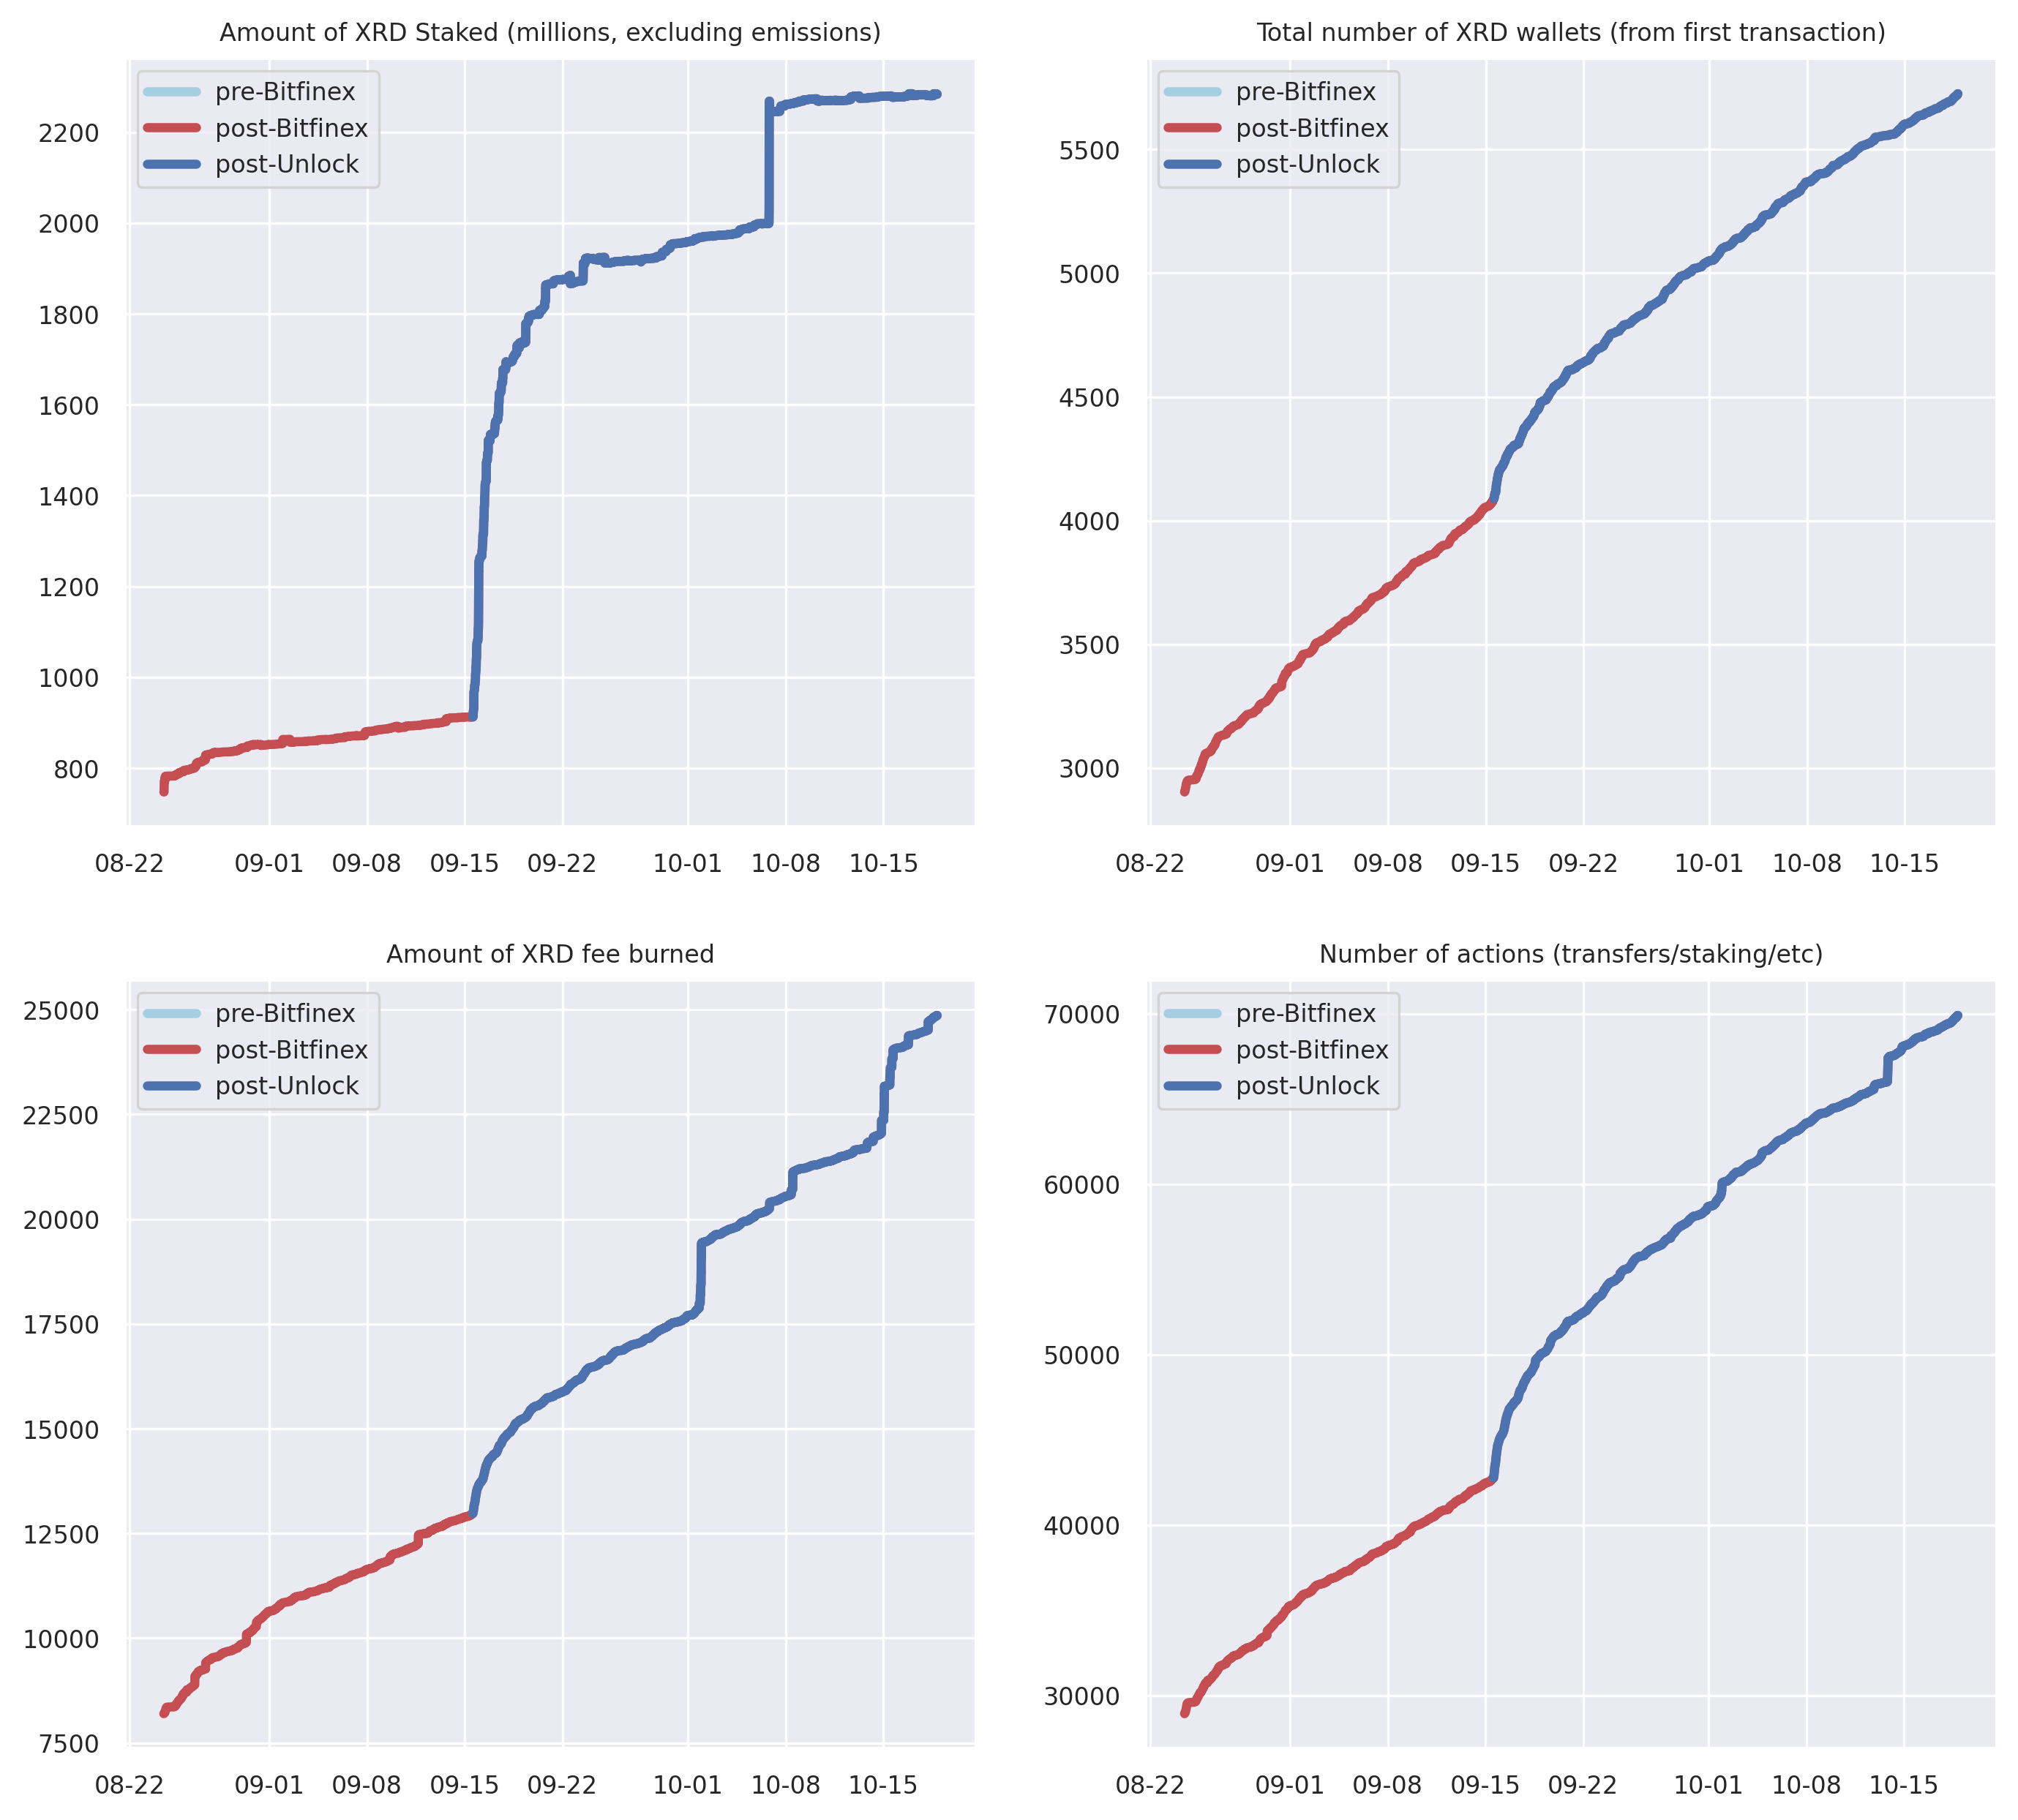 Amount of XRD Staked (millions, excluding emissions)
pre-Bitfinex
post-Bitfinex
post-Unlock
2200
2000
1800
1600
1400
1200
1000
800
08-22 09-01 09-08 09-15 09-22 10-01 10-08 10-15
Total number of XRD wallets (from first transaction)
pre-Bitfinex
post-Bitfinex
post-Unlock
5500
5000
4500
4000
3500
3000
08-22 09-01 09-08 09-15 09-22 10-01 10-08 10-15
Amount of XRD fee burned
pre-Bitfinex
post-Bitfinex
post-Unlock
25000
22500
20000
17500
15000
12500
10000
7500
08-22 09-01 09-08 09-15 09-22 10-01 10-08 10-15
Number of actions (transfers/staking/etc)
pre-Bitfinex
post-Bitfinex
post-Unlock
70000
60000
50000
40000
30000
08-22 09-01 09-08 09-15 09-22 10-01 10-08 10-15